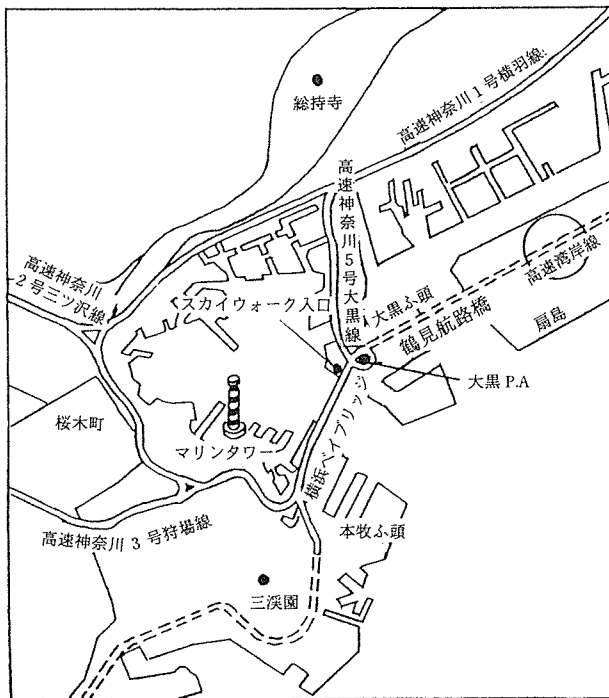 総持寺
高速神奈川1号横羽線
高速神奈川5号大黒線
高速神奈川
2号三ツ沢線
スカイウォーク入口
大黒ふ頭
鶴見航路橋
高速湾岸線
扇島
大黒 P.A
桜木町
マリンタワー
横浜ベイブリッジ
高速神奈川 3 号狩場線
本牧ふ頭
三渓園